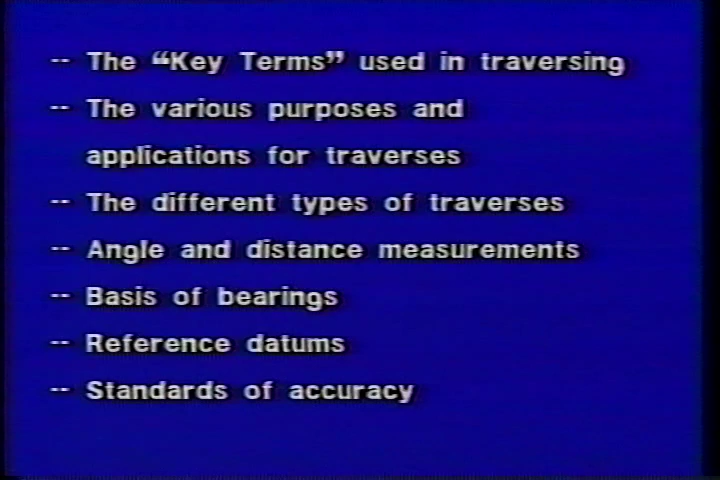 -- The “Key Terms” used in traversing
-- The various purposes and
applications for traverses
-- The different types of traverses
-- Angle and distance measurements
-- Basis of bearings
-- Reference datums
-- Standards of accuracy